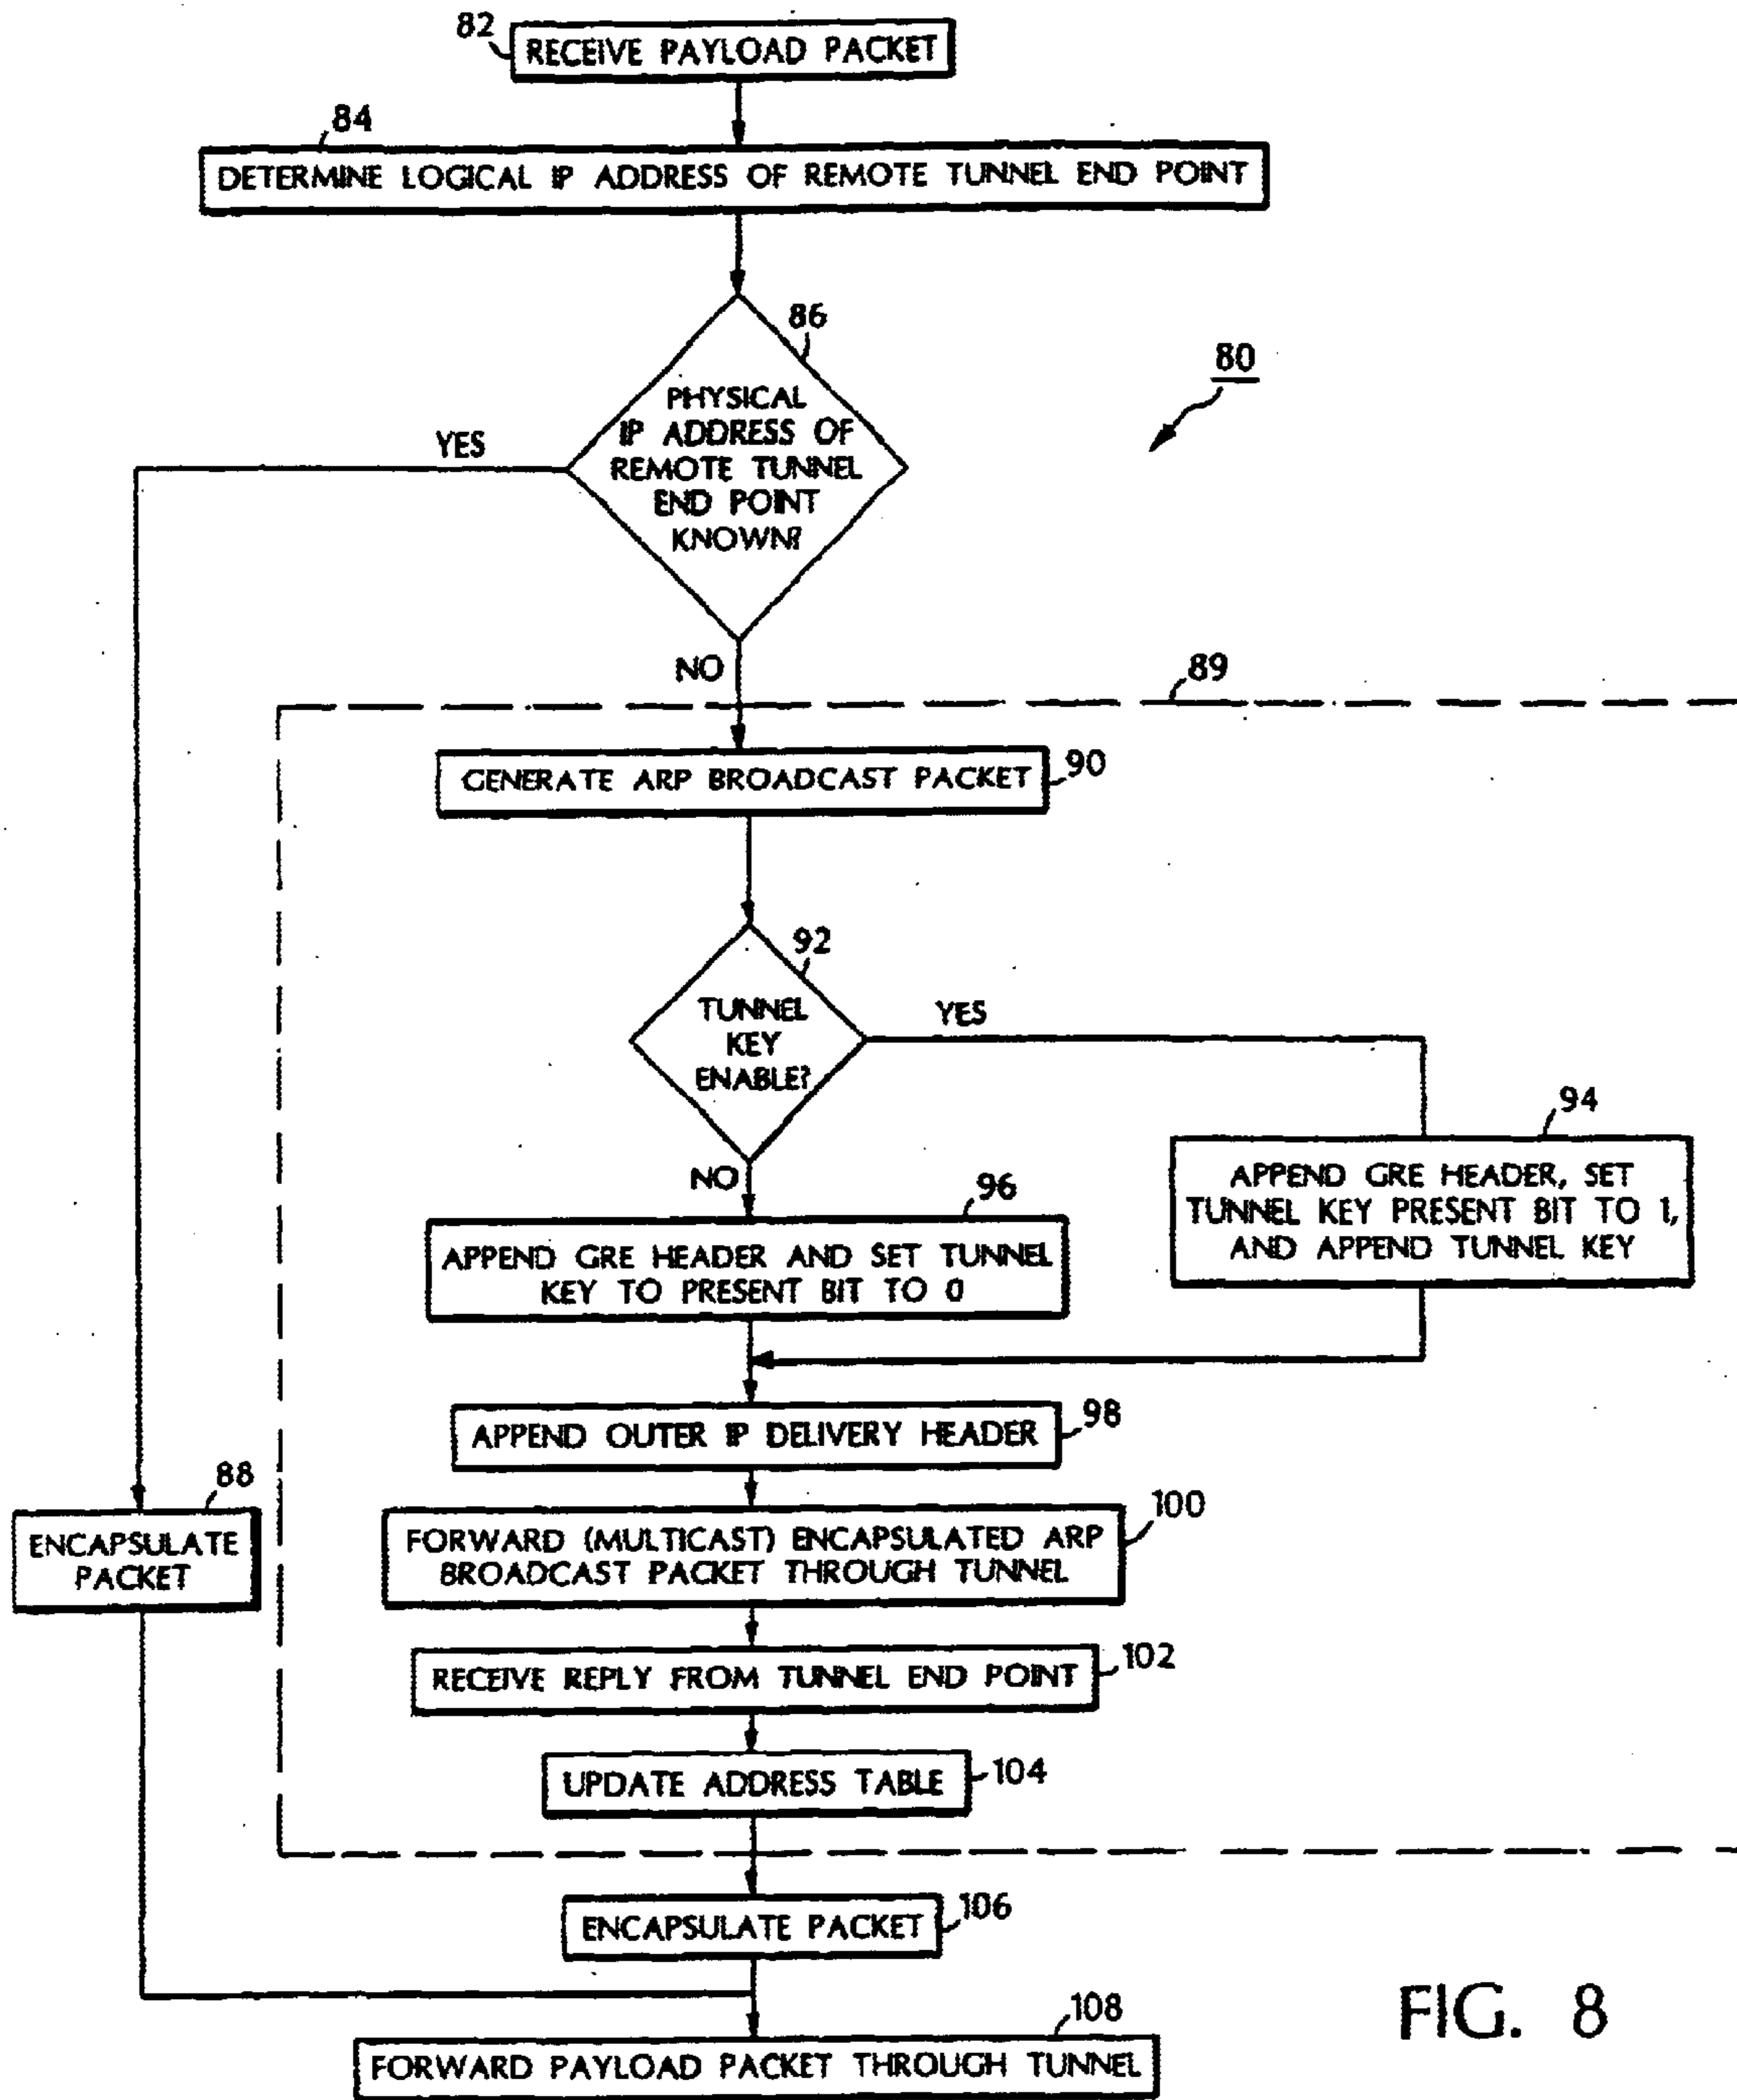 82
RECEIVE PAYLOAD PACKET
84
DETERMINE LOGICAL IP ADDRESS OF REMOTE TUNNEL END POINT
86
PHYSICAL
IP ADDRESS OF
REMOTE TUNNEL
END POINT
KNOWN?
80
YES
NO
89
GENERATE ARP BROADCAST PACKET
90
92
TUNNEL
KEY
ENABLE?
YES
NO
94
APPEND GRE HEADER, SET
TUNNEL KEY PRESENT BIT TO 1,
AND APPEND TUNNEL KEY
96
APPEND GRE HEADER AND SET TUNNEL
KEY TO PRESENT BIT TO 0
APPEND OUTER IP DELIVERY HEADER
98
88
ENCAPSULATE
PACKET
FORWARD (MULTICAST) ENCAPSULATED ARP
BROADCAST PACKET THROUGH TUNNEL
100
RECEIVE REPLY FROM TUNNEL END POINT
102
UPDATE ADDRESS TABLE
104
ENCAPSULATE PACKET
106
108
FORWARD PAYLOAD PACKET THROUGH TUNNEL
FIG. 8